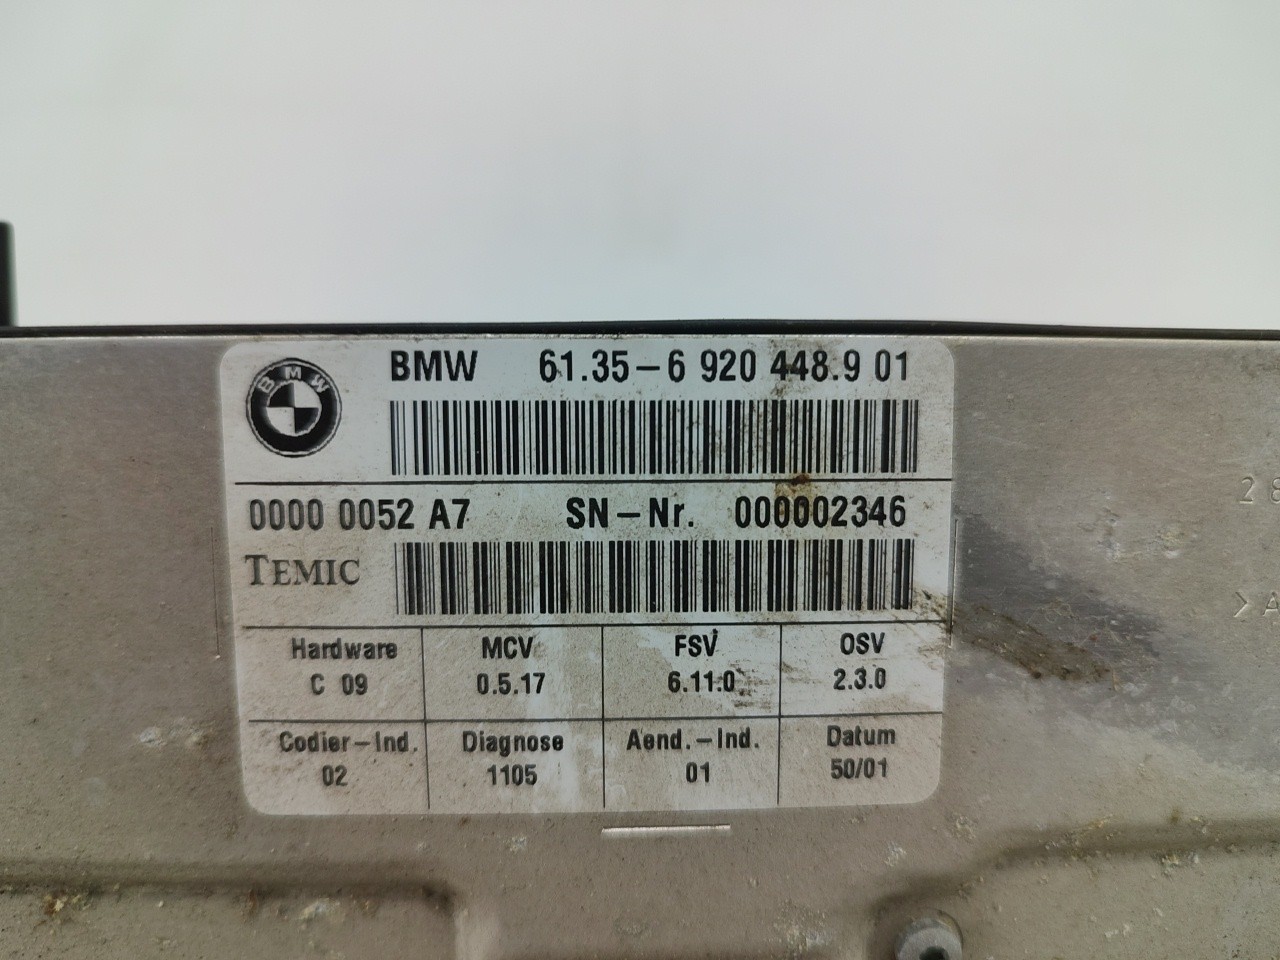 BMW 61.35-6 920 448.9 01
BMW
0000 0052 A7 SN-Nr. 000002346
TEMIC
Hardware MCV FSV OSV
C 09 0.5.17 6.11.0 2.3.0
Codier-Ind. Diagnose Aend.-Ind. Datum
02 1105 01 50/01